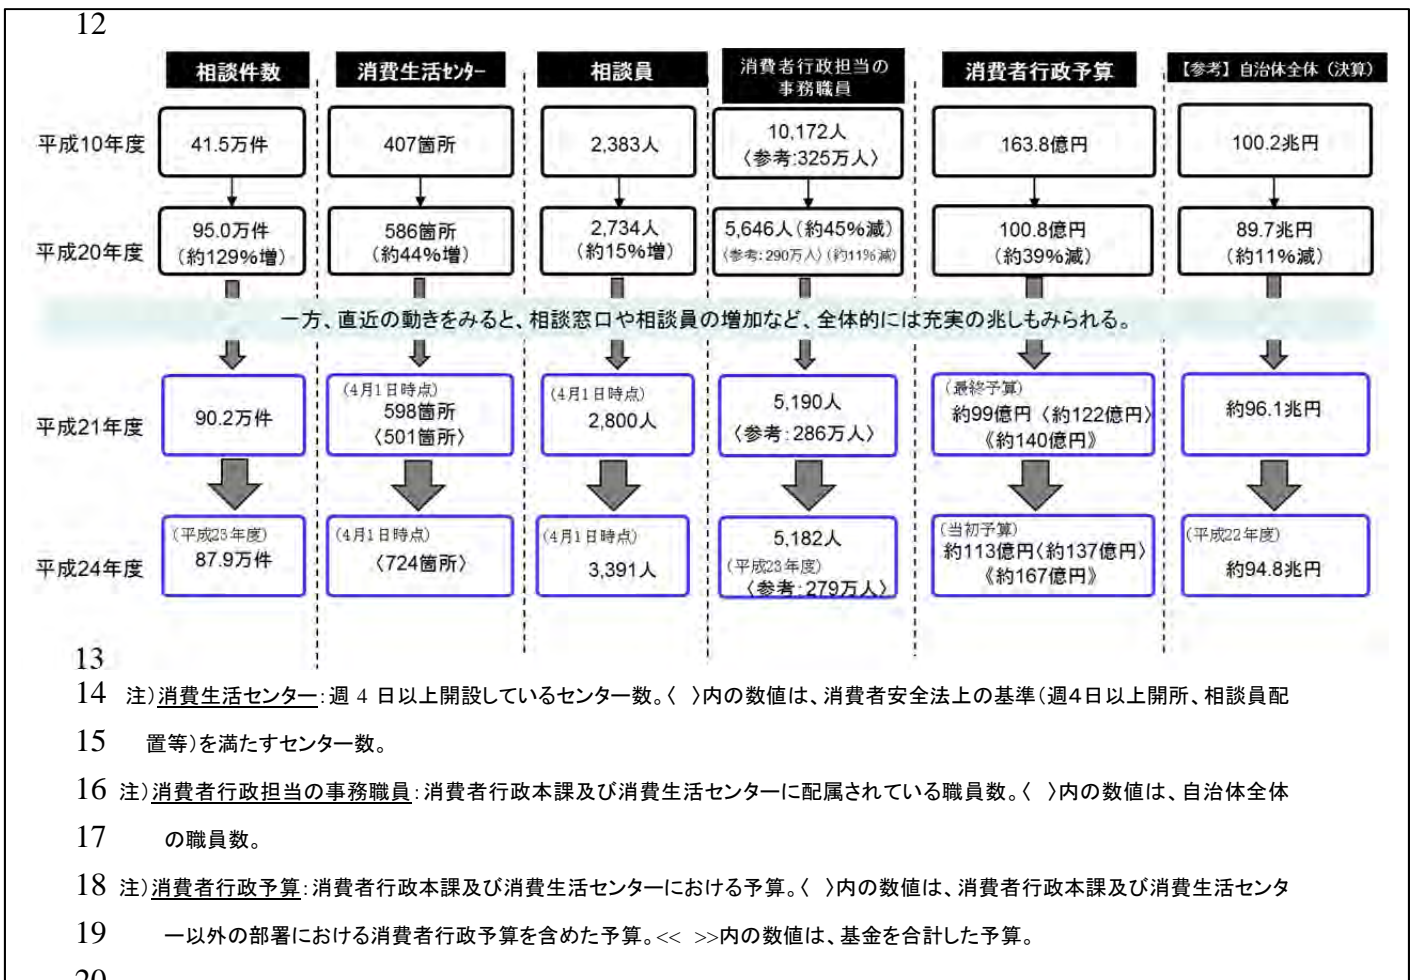 12
相談件数 消費生活ｾﾝﾀｰ 相談員 消費者行政担当の 消費者行政予算 【参考】自治体全体（決算）
事務職員
平成10年度 41.5万件 407箇所 2,383人 10,172人 163.8億円 100.2兆円
〈参考:325万人〉
平成20年度 95.0万件 586箇所 2,734人 5,646人(約45%減) 100.8億円 89.7兆円
(約129%増) (約44%増) (約15%増) 〈参考:290万人〉(約11%減) (約39%減) (約11%減)
一方、直近の動きをみると、相談窓口や相談員の増加など、全体的には充実の兆しもみられる。
平成21年度 90.2万件 (4月1日時点) (4月1日時点) 5,190人 (最終予算) 約96.1兆円
598箇所 2,800人 〈参考:286万人〉 約99億円〈約122億円〉
〈501箇所〉 《約140億円》
平成24年度 (平成23年度) (4月1日時点) (4月1日時点) 5,182人 (当初予算) (平成22年度)
87.9万件 〈724箇所〉 3,391人 (平成23年度) 約113億円〈約137億円〉 約94.8兆円
〈参考:279万人〉 《約167億円》
13
14 注)消費生活センター:週 4 日以上開設しているセンター数。〈 〉内の数値は、消費者安全法上の基準(週4日以上開所、相談員配
15 置等)を満たすセンター数。
16 注)消費者行政担当の事務職員:消費者行政本課及び消費生活センターに配属されている職員数。〈 〉内の数値は、自治体全体
17 の職員数。
18 注)消費者行政予算:消費者行政本課及び消費生活センターにおける予算。〈 〉内の数値は、消費者行政本課及び消費生活センタ
19 ー以外の部署における消費者行政予算を含めた予算。<< >>内の数値は、基金を合計した予算。
20